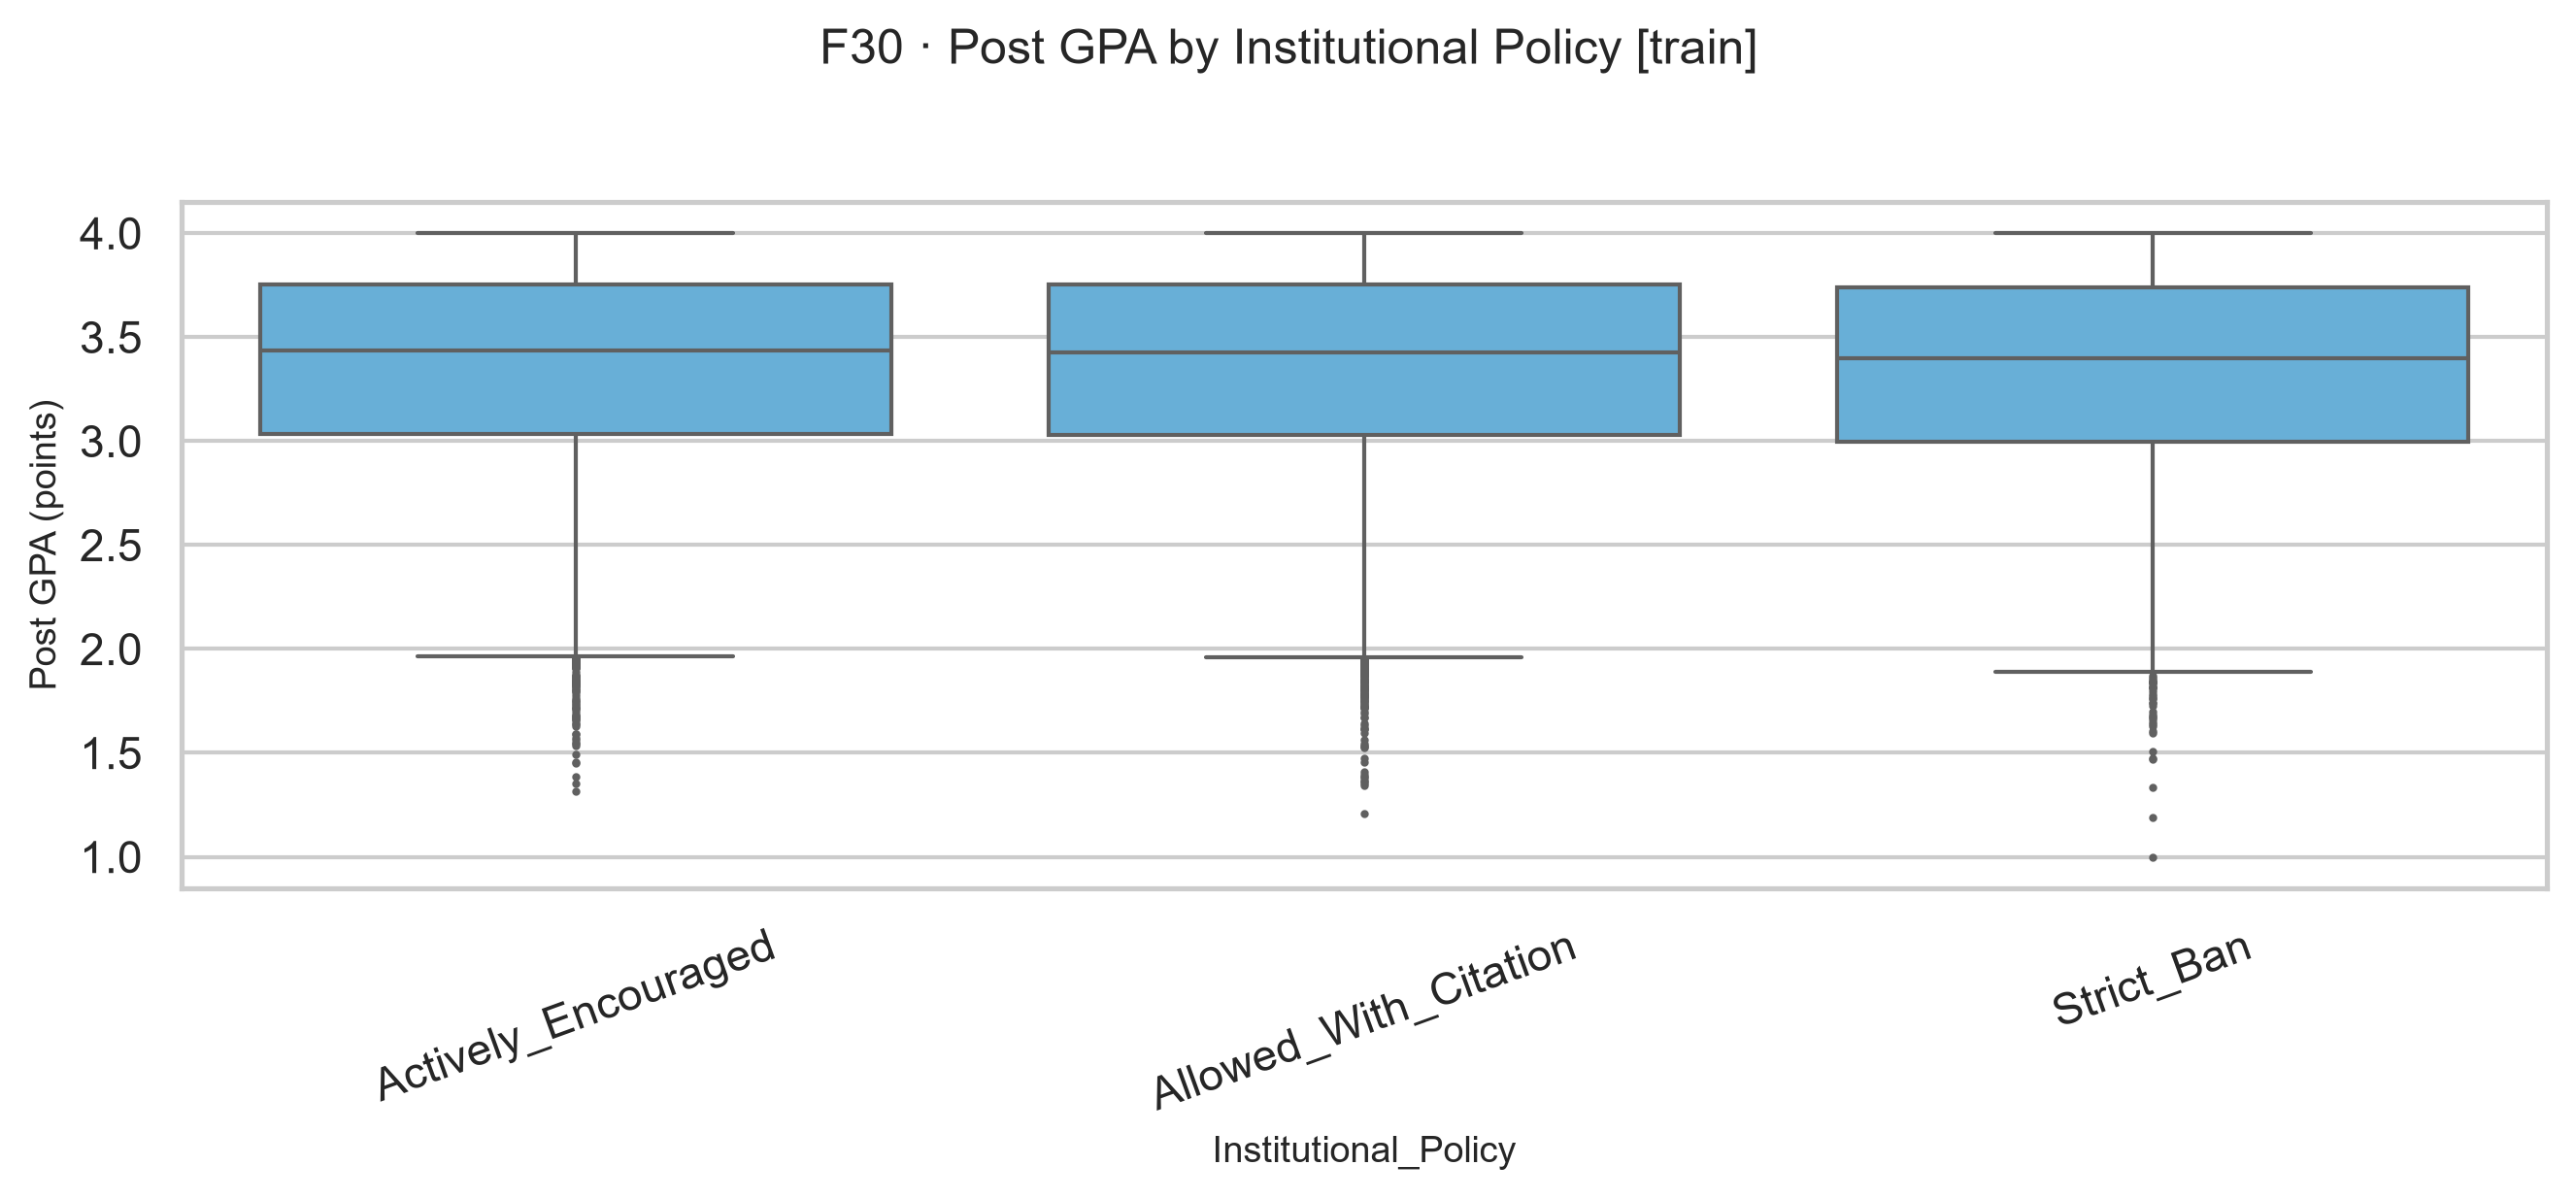 F30 · Post GPA by Institutional Policy [train]
Post GPA (points)
4.0
3.5
3.0
2.5
2.0
1.5
1.0
Actively_Encouraged
Allowed_With_Citation
Strict_Ban
Institutional_Policy